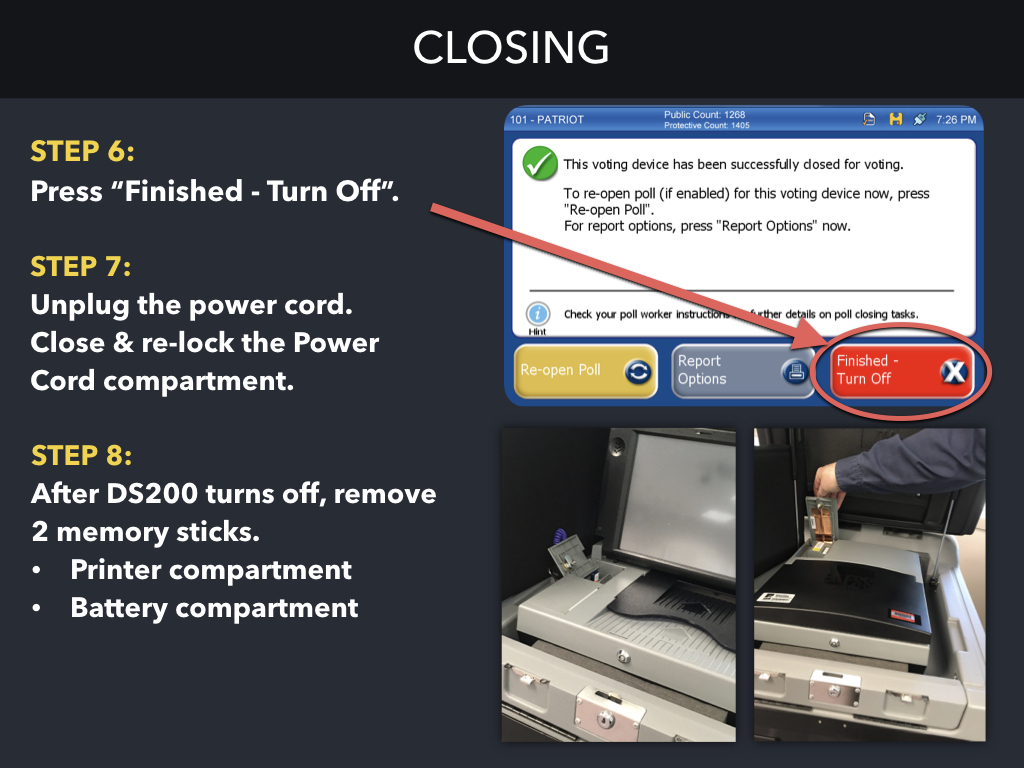 CLOSING
STEP 6:
Press “Finished - Turn Off”.
STEP 7:
Unplug the power cord.
Close & re-lock the Power
Cord compartment.
STEP 8:
After DS200 turns off, remove
2 memory sticks.
• Printer compartment
• Battery compartment
101 - PATRIOT
Public Count: 1268
Protective Count: 1405
7:26 PM
This voting device has been successfully closed for voting.
To re-open poll (if enabled) for this voting device now, press
"Re-open Poll".
For report options, press "Report Options" now.
Check your poll worker instructions further details on poll closing tasks.
Hint
Re-open Poll
Report
Options
Finished -
Turn Off